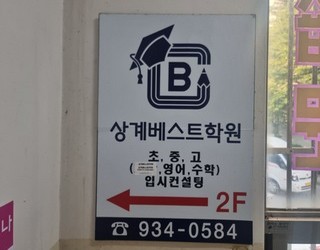 B
상계베스트학원
초, 중, 고
( ,영어,수학)
입시컨설팅
2F
☎ 934-0584
나